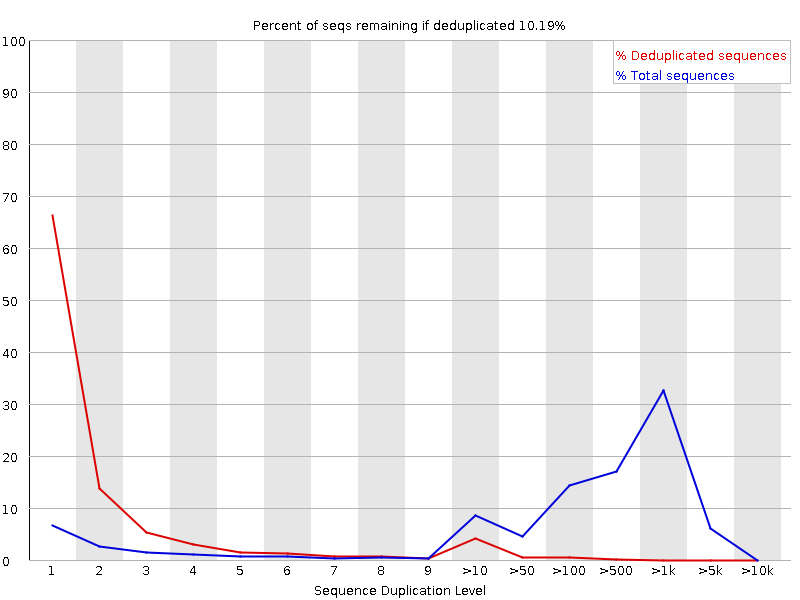 Percent of seqs remaining if deduplicated 10.19%
% Deduplicated sequences
% Total sequences
100
90
80
70
60
50
40
30
20
10
0
1 2 3 4 5 6 7 8 9 >10 >50 >100 >500 >1k >5k >10k
Sequence Duplication Level